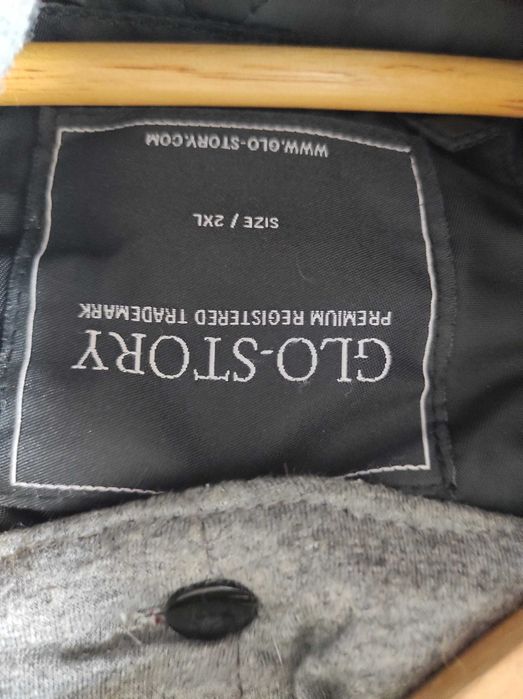 GLO-STORY
PREMIUM REGISTERED TRADEMARK
SIZE / 2XL
WWW.GLO-STORY.COM